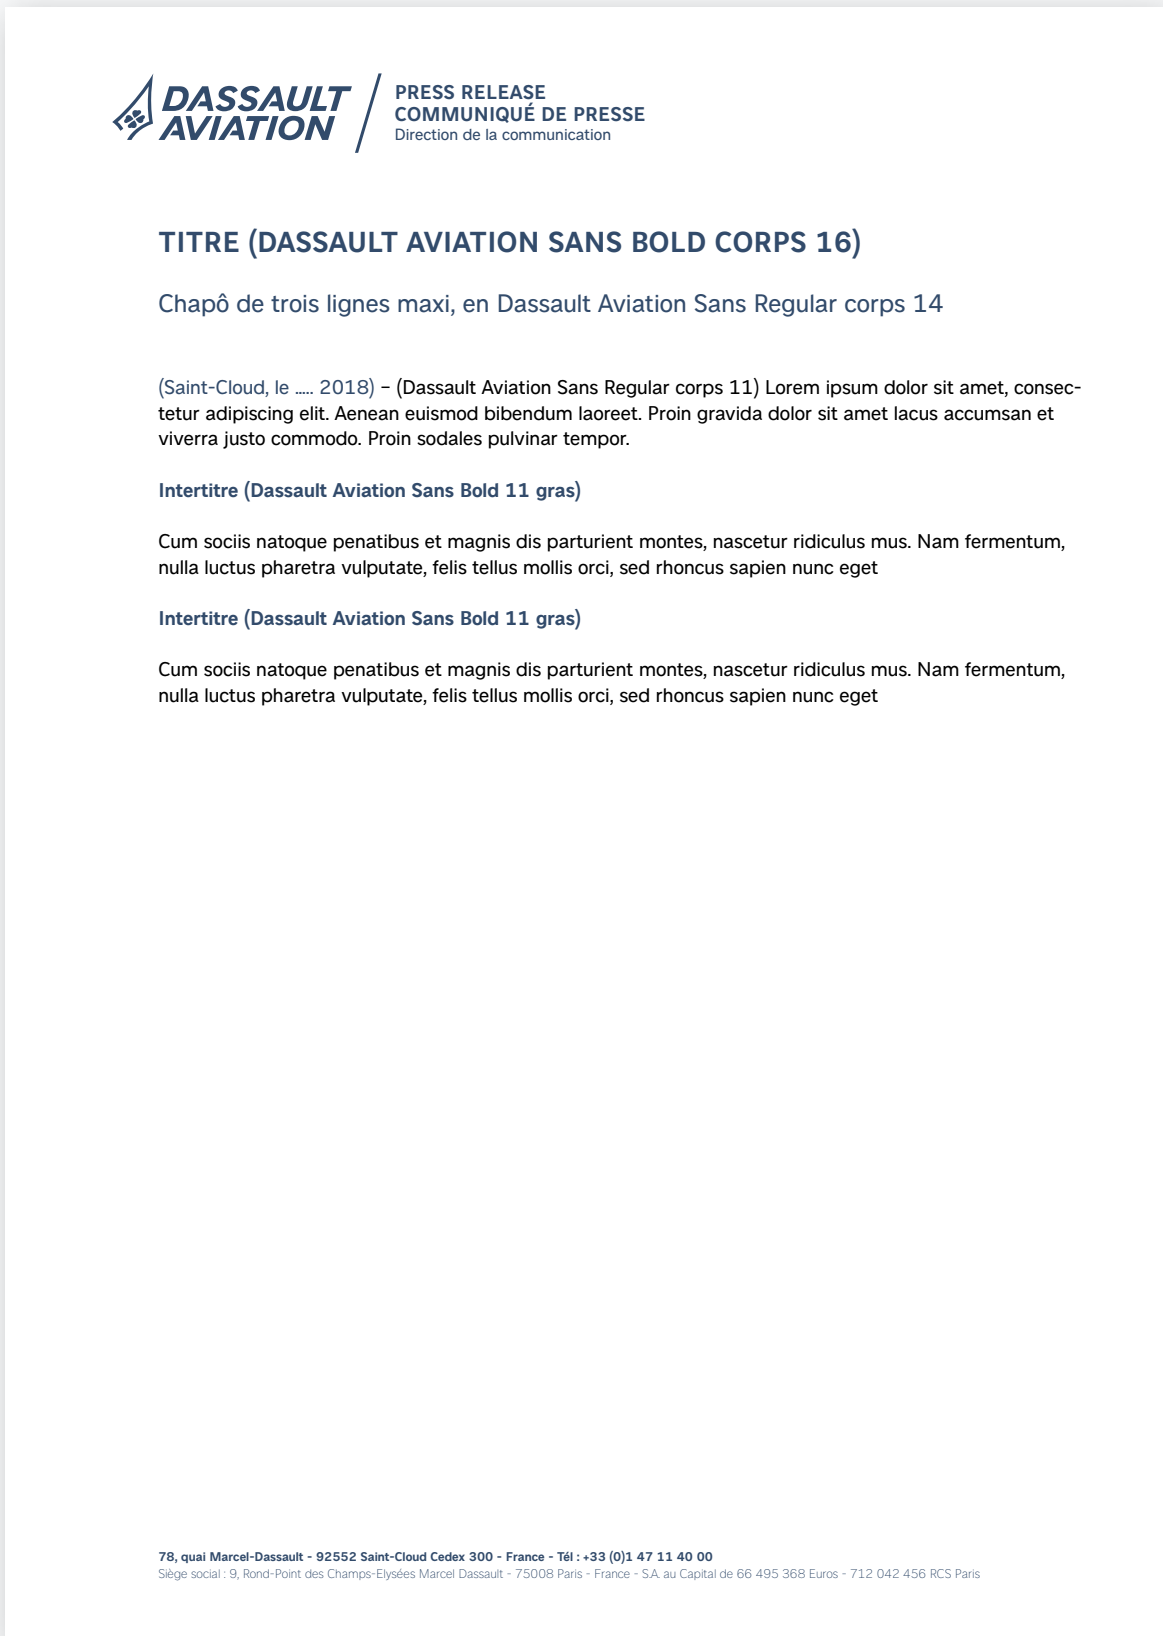 DASSAULT
AVIATION
PRESS RELEASE
COMMUNIQUÉ DE PRESSE
Direction de la communication
TITRE (DASSAULT AVIATION SANS BOLD CORPS 16)
Chapô de trois lignes maxi, en Dassault Aviation Sans Regular corps 14
(Saint-Cloud, le ..... 2018) – (Dassault Aviation Sans Regular corps 11) Lorem ipsum dolor sit amet, consec-
tetur adipiscing elit. Aenean euismod bibendum laoreet. Proin gravida dolor sit amet lacus accumsan et
viverra justo commodo. Proin sodales pulvinar tempor.
Intertitre (Dassault Aviation Sans Bold 11 gras)
Cum sociis natoque penatibus et magnis dis parturient montes, nascetur ridiculus mus. Nam fermentum,
nulla luctus pharetra vulputate, felis tellus mollis orci, sed rhoncus sapien nunc eget
Intertitre (Dassault Aviation Sans Bold 11 gras)
Cum sociis natoque penatibus et magnis dis parturient montes, nascetur ridiculus mus. Nam fermentum,
nulla luctus pharetra vulputate, felis tellus mollis orci, sed rhoncus sapien nunc eget
78, quai Marcel-Dassault - 92552 Saint-Cloud Cedex 300 - France - Tél : +33 (0)1 47 11 40 00
Siège social : 9, Rond-Point des Champs-Elysées Marcel Dassault - 75008 Paris - France - S.A. au Capital de 66 495 368 Euros - 712 042 456 RCS Paris